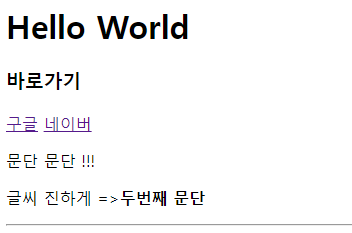 Hello World
바로가기
구글 네이버
문단 문단 !!!
글씨 진하게 =>두번째 문단